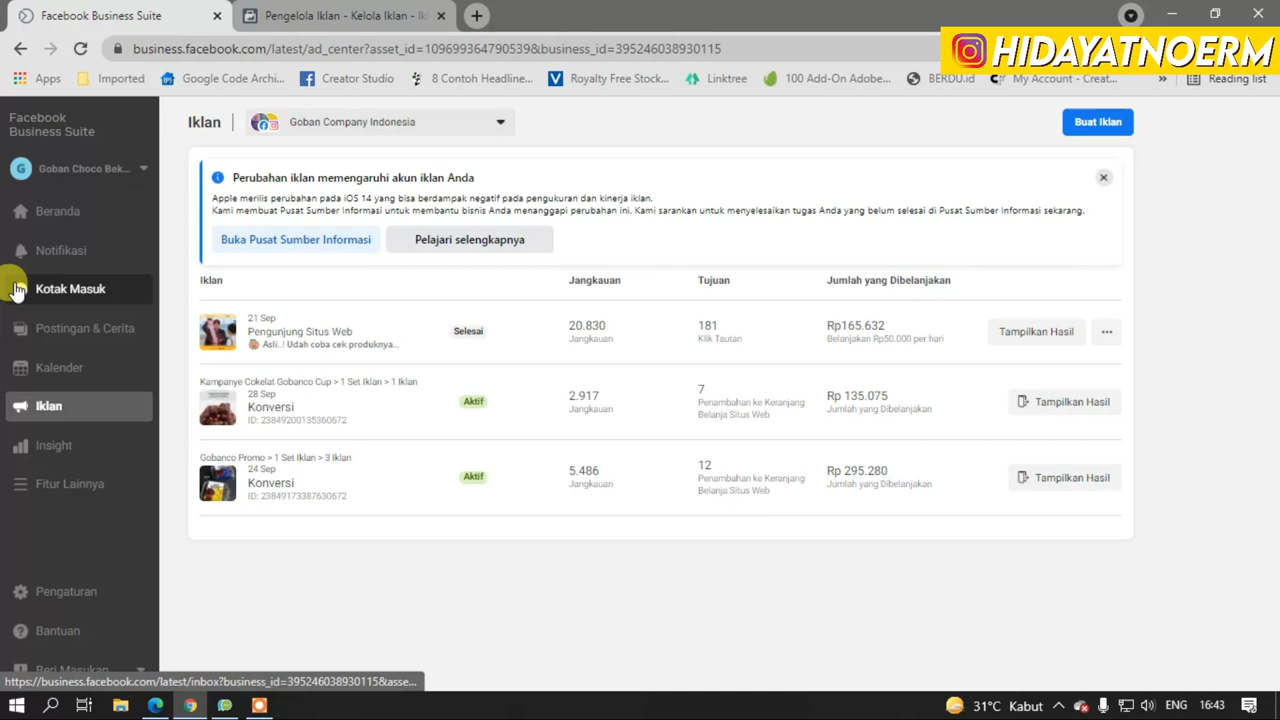 Facebook Business Suite
Pengelola Iklan - Kelola Iklan - Ik
business.facebook.com/latest/ad_center?asset_id=109699364790539&business_id=395246038930115
HIDAYATNOERM
Apps
Imported
Google Code Archi...
Creator Studio
8 Contoh Headline...
Royalty Free Stock...
Linktree
100 Add-On Adobe...
BERDU.id
My Account - Creat...
»
Reading list
Facebook
Business Suite
G
Goban Choco Bek...
Beranda
Notifikasi
Kotak Masuk
Postingan & Cerita
Kalender
Iklan
Insight
Fitur Lainnya
Pengaturan
Bantuan
Beri Masukan
Iklan
Goban Company Indonesia
Buat Iklan
Perubahan iklan memengaruhi akun iklan Anda
Apple merilis perubahan pada iOS 14 yang bisa berdampak negatif pada pengukuran dan kinerja iklan.
Kami membuat Pusat Sumber Informasi untuk membantu bisnis Anda menanggapi perubahan ini. Kami sarankan untuk menyelesaikan tugas Anda yang belum selesai di Pusat Sumber Informasi sekarang.
Buka Pusat Sumber Informasi
Pelajari selengkapnya
Iklan
Jangkauan
Tujuan
Jumlah yang Dibelanjakan
21 Sep
Pengunjung Situs Web
Asli..! Udah coba cek produknya...
Selesai
20.830
Jangkauan
181
Klik Tautan
Rp165.632
Belanjakan Rp50.000 per hari
Tampilkan Hasil
Kampanye Cokelat Gobanco Cup > 1 Set Iklan > 1 Iklan
28 Sep
Konversi
ID: 23849200135360672
Aktif
2.917
Jangkauan
7
Penambahan ke Keranjang
Belanja Situs Web
Rp 135.075
Jumlah yang Dibelanjakan
Tampilkan Hasil
Gobanco Promo > 1 Set Iklan > 3 Iklan
24 Sep
Konversi
ID: 23849173387630672
Aktif
5.486
Jangkauan
12
Penambahan ke Keranjang
Belanja Situs Web
Rp 295.280
Jumlah yang Dibelanjakan
Tampilkan Hasil
https://business.facebook.com/latest/inbox?business_id=395246038930115&asse...
31°C Kabut
ENG
16:43